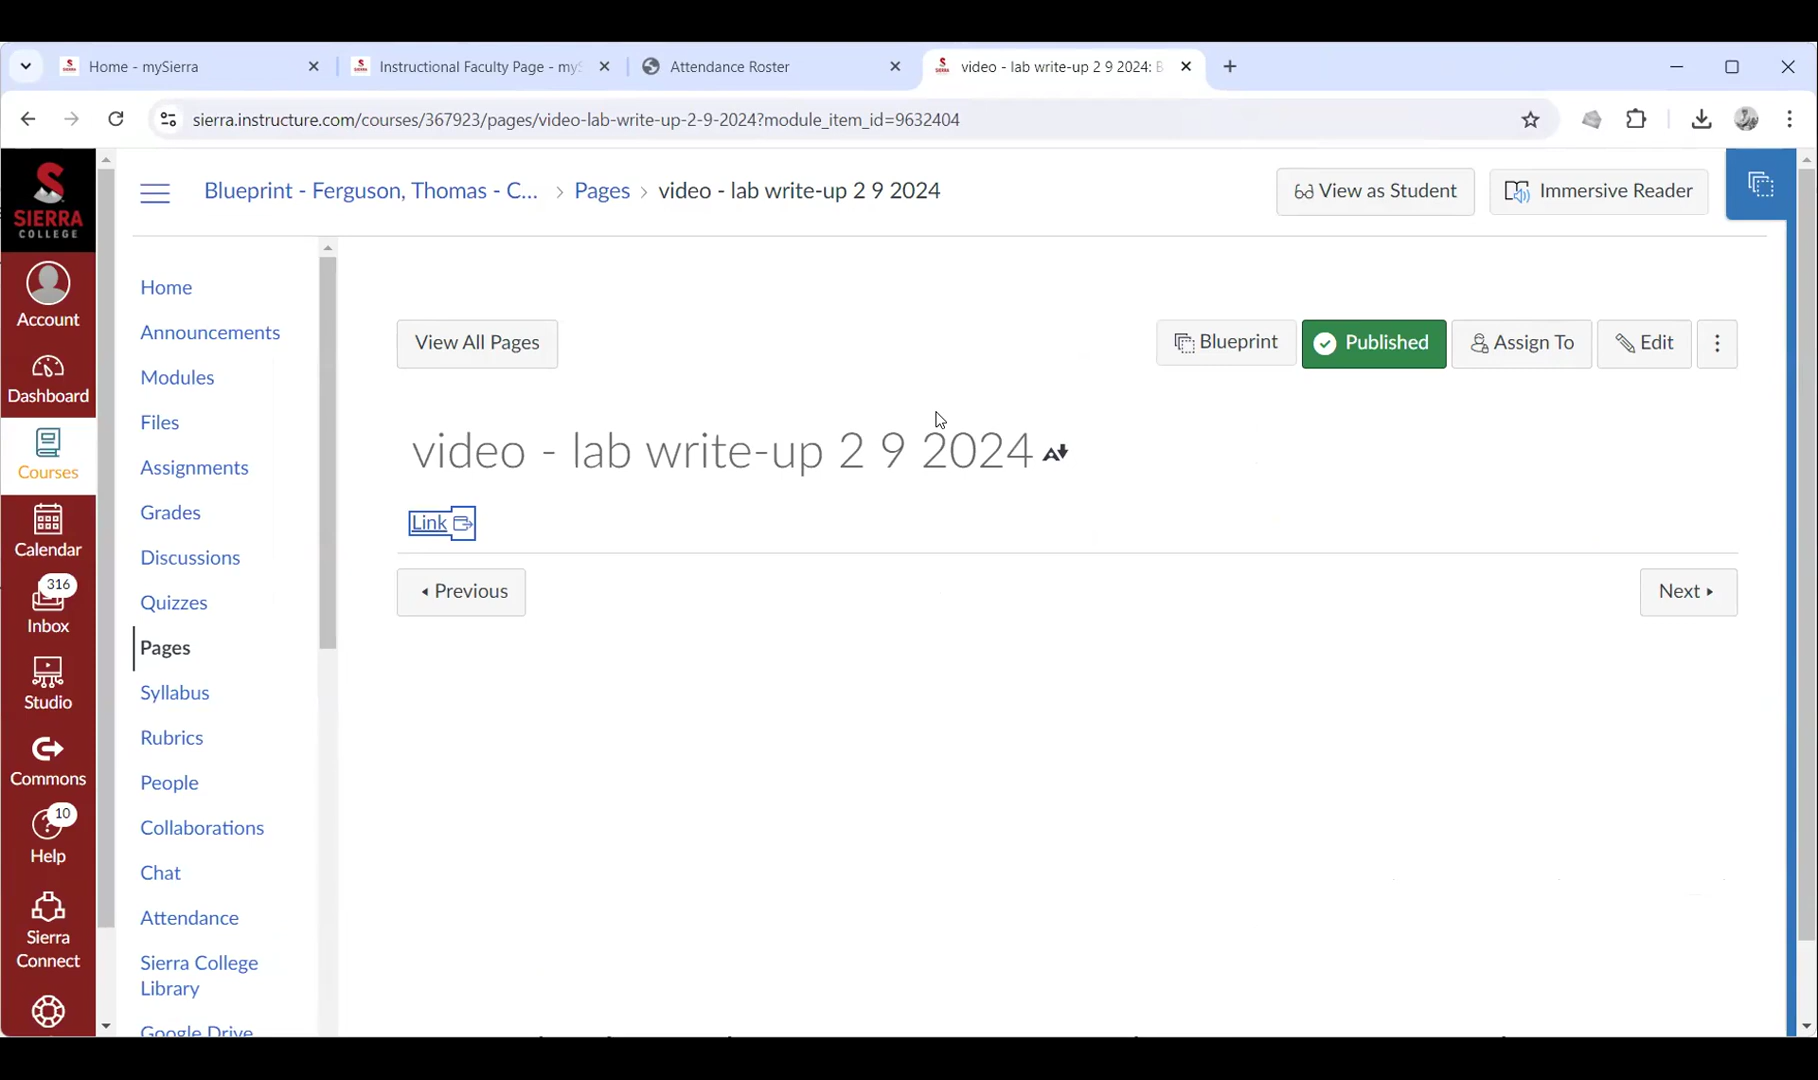 Home - mySierra
Instructional Faculty Page - myS
Attendance Roster
video - lab write-up 2 9 2024: B
sierra.instructure.com/courses/367923/pages/video-lab-write-up-2-9-2024?module_item_id=9632404
SIERRA
COLLEGE
Account
Dashboard
Courses
Calendar
316
Inbox
Studio
Commons
10
Help
Sierra
Connect
Blueprint - Ferguson, Thomas - C... > Pages > video - lab write-up 2 9 2024
View as Student
Immersive Reader
Home
Announcements
Modules
Files
Assignments
Grades
Discussions
Quizzes
Pages
Syllabus
Rubrics
People
Collaborations
Chat
Attendance
Sierra College
Library
Google Drive
View All Pages
Blueprint
Published
Assign To
Edit
video - lab write-up 2 9 2024
Link
Previous
Next